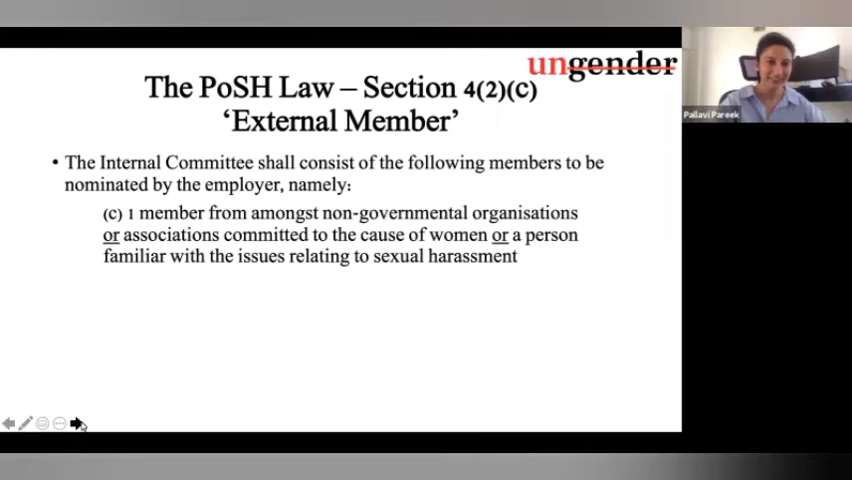 ungender
The PoSH Law – Section 4(2)(C)
‘External Member’
• The Internal Committee shall consist of the following members to be
nominated by the employer, namely:
(C) 1 member from amongst non-governmental organisations
or associations committed to the cause of women or a person
familiar with the issues relating to sexual harassment
Pallavi Pareek